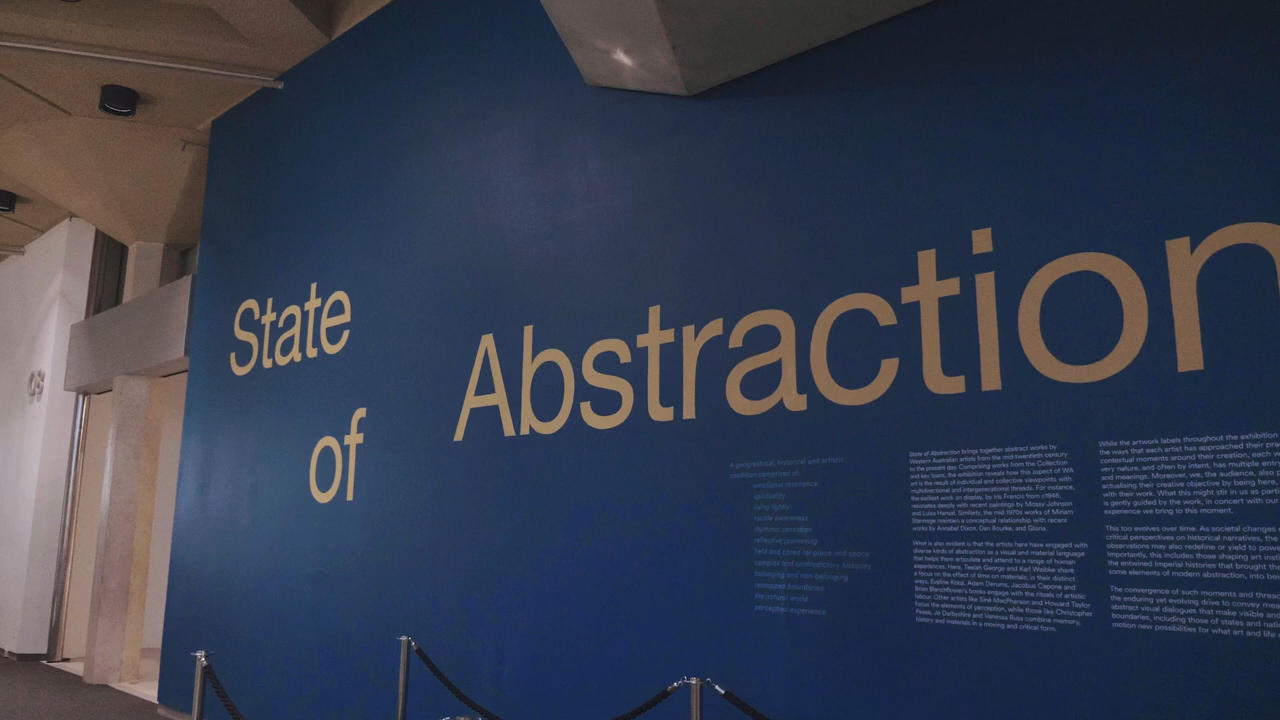 State
of
Abstraction
A geographical, historical and artistic
condition comprised of:
emotional resonance
spirituality
living lightly
tactile awareness
rhythmic
reflective journeying
held and cared for place and space
complex and contradictory histories
belonging and non-belonging
reimagined boundaries
the natural world
perceptual experience
State of Abstraction brings together abstract works by
Western Australian artists from the mid-twentieth century
to the present day. Comprising works from the Collection
and key loans, the exhibition reveals how this aspect of WA
art is the result of individual and collective viewpoints with
multidirectional and intergenerational threads. For instance,
the earliest work on display, by Iris Francis from c1946,
resonates deeply with recent paintings by Mossy Johnson
and Luisa Hansal. Similarly, the mid 1970s works of Miriam
Stannage maintain a conceptual relationship with recent
works by Annabel Dixon, Dan Bourke, and Gloria.
What is also evident is that the artists here have engaged with
diverse kinds of abstraction as a visual and material language
that helps them articulate and attend to a range of human
experiences. Here, Teelah George and Karl Wiebke share
a focus on the effect of time on materials; in their distinct
ways, Eveline Kotai, Adam Derums, Jacobus Capone and
Brian Blanchflower's books engage with the rituals of artistic
labour. Other artists like Siné MacPherson and Howard Taylor
focus the elements of perception, while those like Christopher
Pease, Jo Darbyshire and Vanessa Russ combine memory,
history and materials in a moving and critical form.
While the artwork labels throughout the exhibition
the ways that each artist has approached their
contextual moments around their creation, each
very nature, and often by intent, has multiple
and meanings. Moreover, we, the audience, also
actualising their creative objective by being here,
with their work. What this might stir in us as
is gently guided by the work, in concert with our
experience we bring to this moment.
This too evolves over time. As societal changes
critical perspectives on historical narratives, the
observations may also redefine or yield to
Importantly, this includes those shaping art
the entwined Imperial histories that brought
some elements of modern abstraction, into
The convergence of such moments and
the enduring yet evolving drive to convey
abstract visual dialogues that make visible and
boundaries, including those of states and
motion new possibilities for what art and life
OS